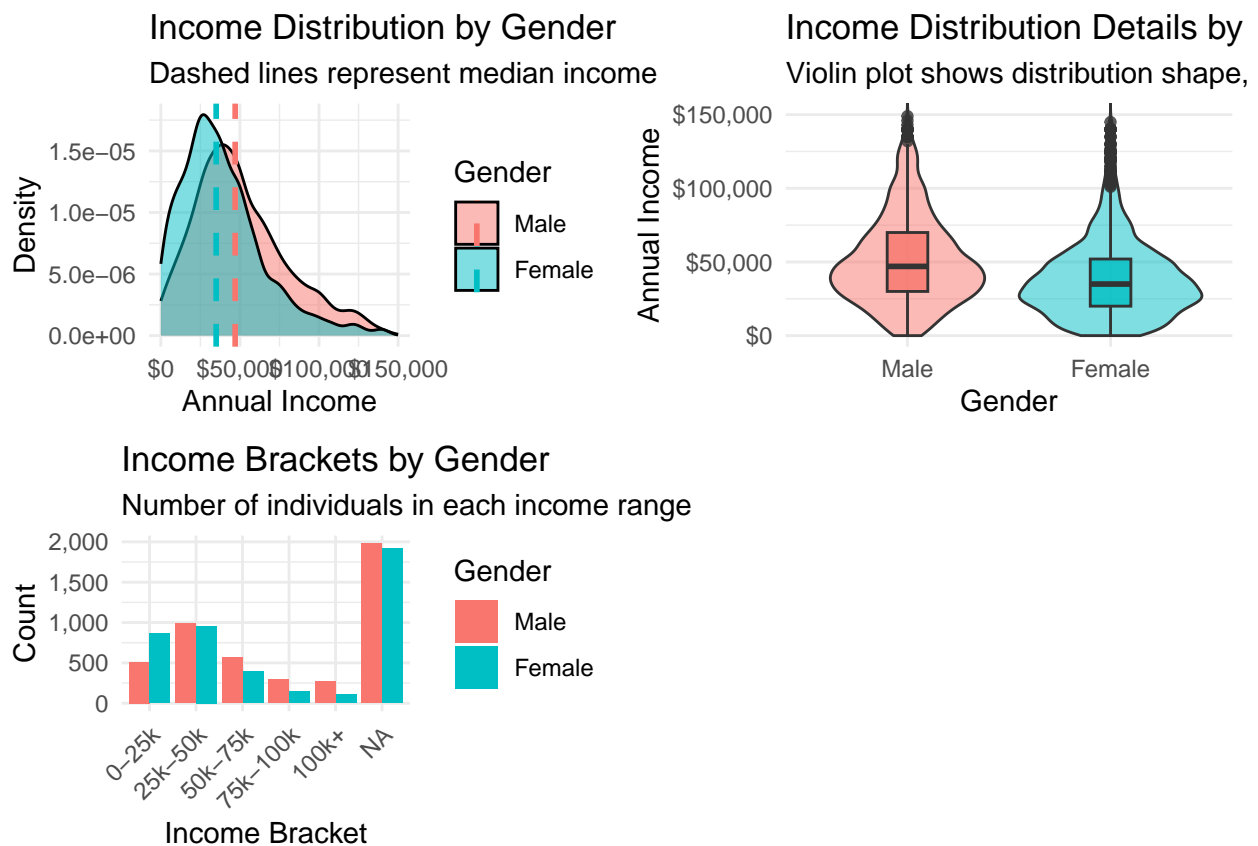 Income Distribution by Gender
Dashed lines represent median income
Density
1.5e−05
1.0e−05
5.0e−06
0.0e+00
$0 $50,000 $100,000 $150,000
Annual Income
Gender
Male
Female
Income Distribution Details by
Violin plot shows distribution shape,
Annual Income
$150,000
$100,000
$50,000
$0
Male Female
Gender
Income Brackets by Gender
Number of individuals in each income range
Count
2,000
1,500
1,000
500
0
0−25k 25k−50k 50k−75k 75k−100k 100k+ NA
Income Bracket
Gender
Male
Female